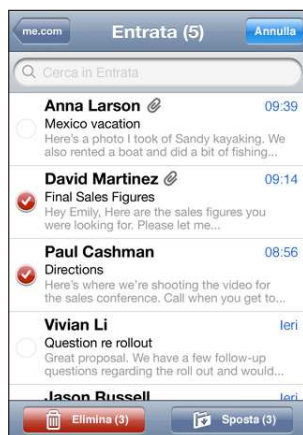 me.com Entrata (5) Annulla
Cerca in Entrata
Anna Larson 09:39
Mexico vacation
Here's a photo I took of Sandy kayaking. We
also rented a boat and did a bit of fishing...
David Martinez 09:14
Final Sales Figures
Hey Emily, Here are the sales figures you
were looking for. Please let me...
Paul Cashman 08:56
Directions
Here's where we're shooting the video for
the sales conference. Call when you get to...
Vivian Li Ieri
Question re rollout
Great proposal. We have a few follow-up
questions regarding the roll out and would...
Jason Russell Ieri
Elimina (3) Sposta (3)